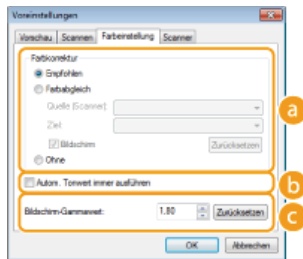 Voreinstellungen
Vorschau Scannen Farbeinstellung Scanner
Farbkorrektur
Empfohlen
Farbabgleich
Quelle (Scanner):
Ziel:
Bildschirm Zurücksetzen
Ohne
a
Autom. Tonwert immer ausführen
b
Bildschirm-Gammawert: 1,80 Zurücksetzen
c
OK Abbrechen